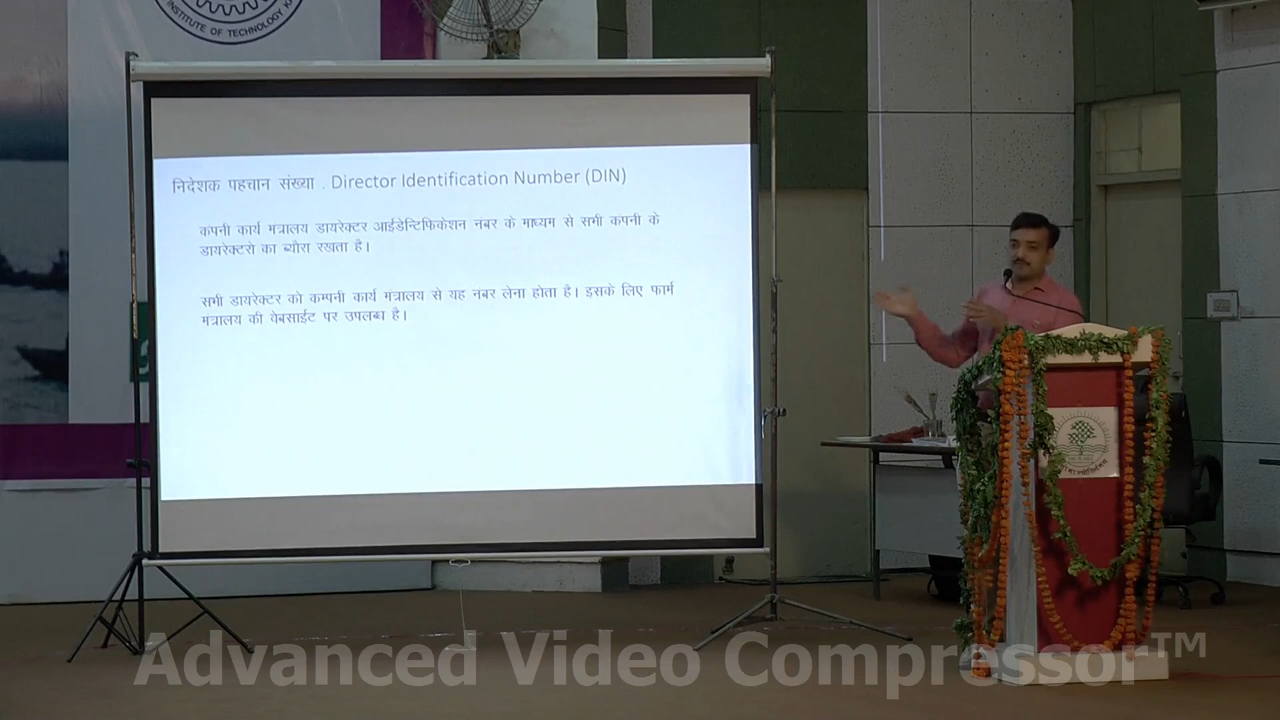 INSTITUTE OF TECHNOLOGY
निदेशक पहचान संख्या . Director Identification Number (DIN)
कंपनी कार्य मंत्रालय डायरेक्टर आईडेन्टिफिकेशन नंबर के माध्यम से सभी कंपनी के
डायरेक्टरो का ब्यौरा रखता है।
सभी डायरेक्टर को कम्पनी कार्य मंत्रालय से यह नंबर लेना होता है। इसके लिए फार्म
मंत्रालय की वेबसाईट पर उपलब्ध है।
Advanced Video Compressor™